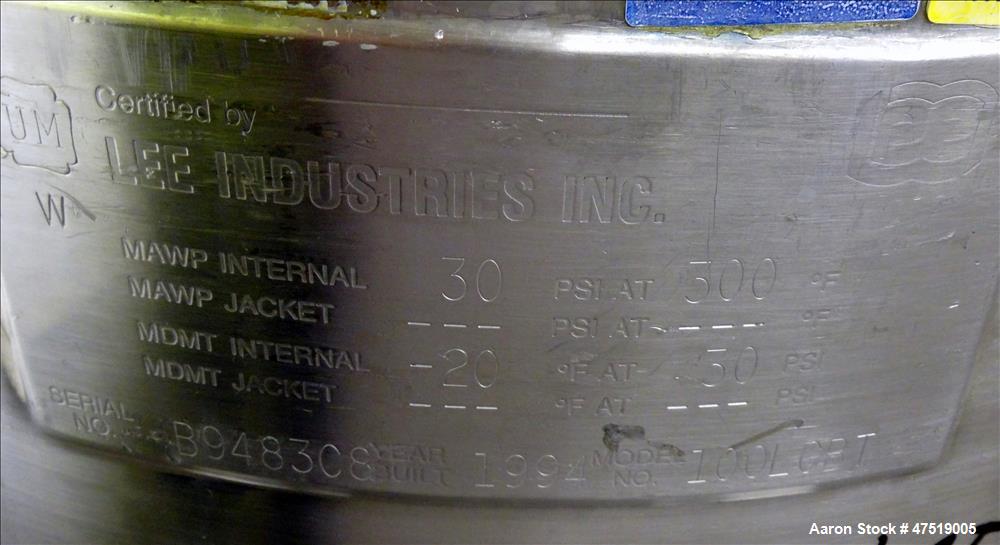 UM
Certified by
LEE INDUSTRIES INC.
W
MAWP INTERNAL 30 PSI AT 300 °F
MAWP JACKET --- PSI AT --- °F
MDMT INTERNAL -20 °F AT 30 PSI
MDMT JACKET --- °F AT --- PSI
SERIAL NO. B9483C8 YEAR BUILT 1994 MODEL NO. 100LCBT
Aaron Stock # 47519005